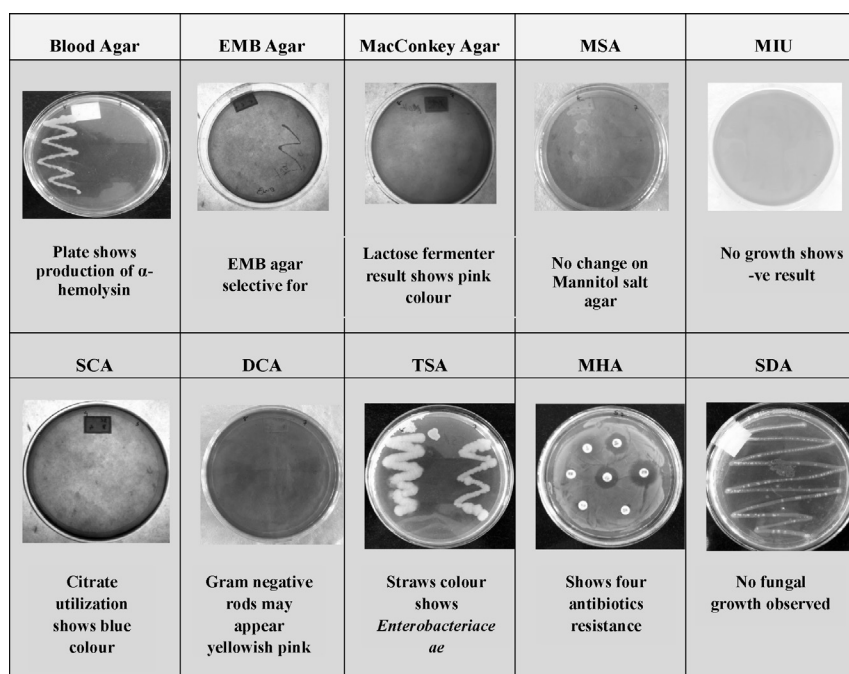 Blood Agar
EMB Agar
MacConkey Agar
MSA
MIU
Plate shows
production of α-
hemolysin
EMB agar
selective for
Lactose fermenter
result shows pink
colour
No change on
Mannitol salt
agar
No growth shows
-ve result
SCA
DCA
TSA
MHA
SDA
Citrate
utilization
shows blue
colour
Gram negative
rods may
appear
yellowish pink
Straws colour
shows
Enterobacteriace
ae
Shows four
antibiotics
resistance
No fungal
growth observed